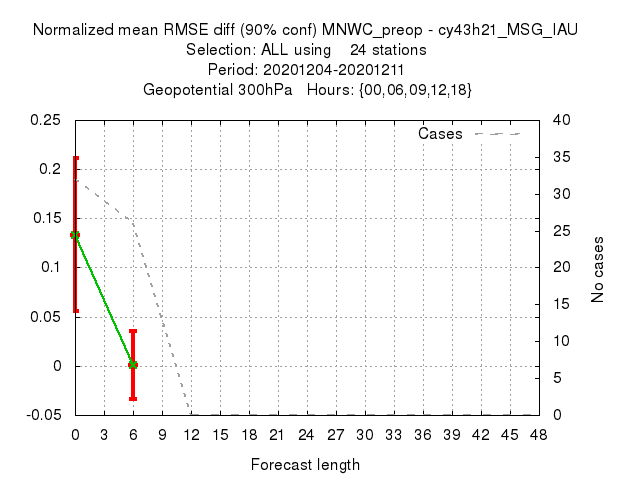 Normalized mean RMSE diff (90% conf) MNWC_preop - cy43h21_MSG_IAU
Selection: ALL using    24 stations
Period: 20201204-20201211
Geopotential 300hPa   Hours: {00,06,09,12,18}
Cases
0.25
0.2
0.15
0.1
0.05
0
-0.05
40
35
30
25
20
15
10
5
0
No cases
0 3 6 9 12 15 18 21 24 27 30 33 36 39 42 45 48
Forecast length